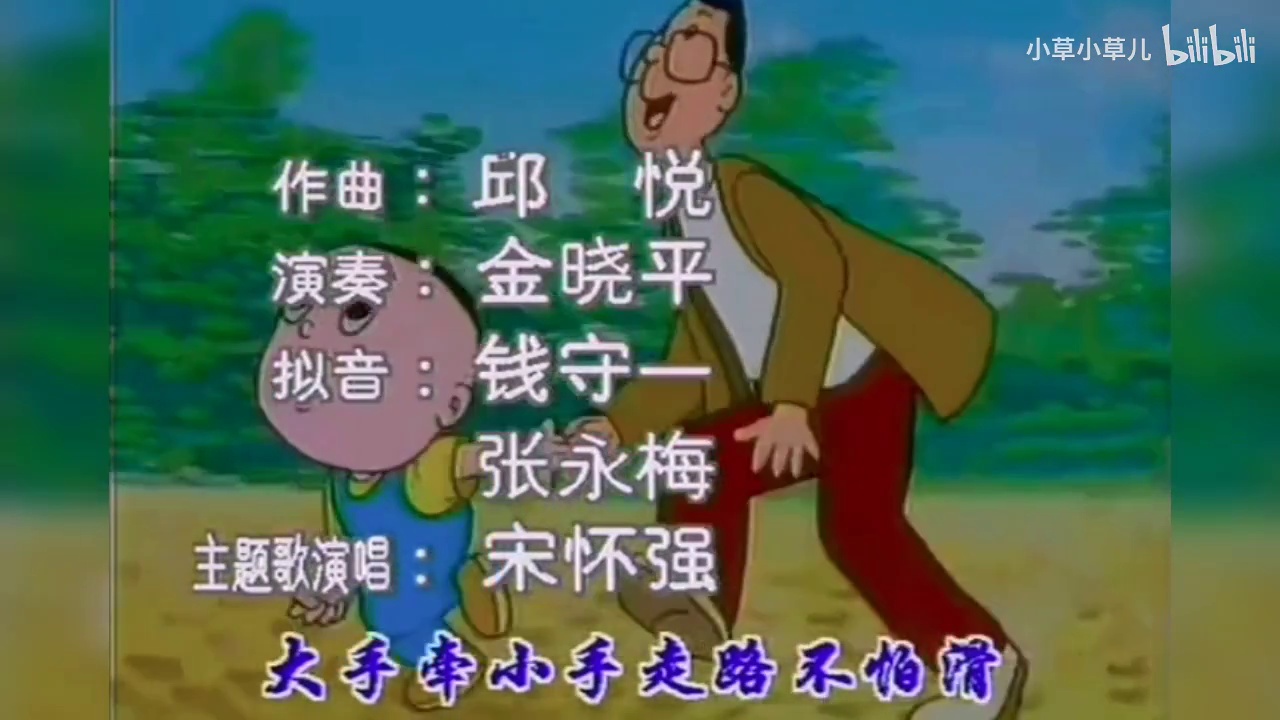 小草小草儿 bilibili
作曲：邱 悦
演奏：金晓平
拟音：钱守一
张永梅
主题歌演唱：宋怀强
大手牵小手走路不怕滑